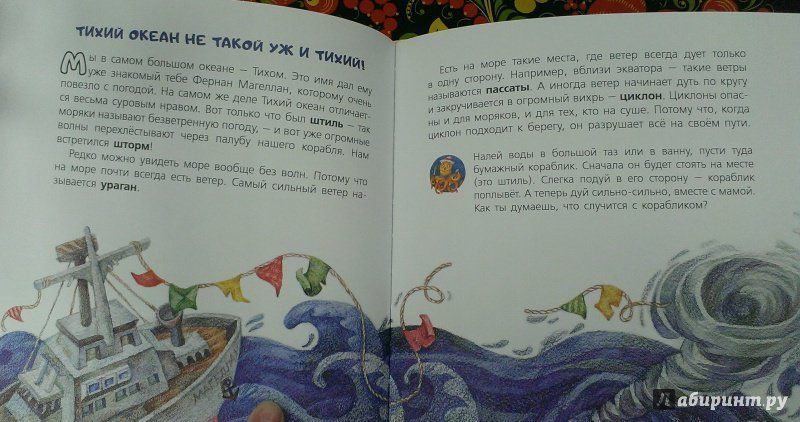 ТИХИЙ ОКЕАН НЕ ТАКОЙ УЖ И ТИХИЙ!
Мы в самом большом океане – Тихом. Это имя дал ему
уже знакомый тебе Фернан Магеллан, которому очень
повезло с погодой. На самом же деле Тихий океан отличает-
ся весьма суровым нравом. Вот только что был штиль – так
моряки называют безветренную погоду, – и вот уже огромные
волны перехлёстывают через палубу нашего корабля. Нам
встретился шторм!
Редко можно увидеть море вообще без волн. Потому что
на море почти всегда есть ветер. Самый сильный ветер на-
зывается ураган.
Есть на море такие места, где ветер всегда дует только
в одну сторону. Например, вблизи экватора – такие ветры
называются пассаты. А иногда ветер начинает дуть по кругу
и закручивается в огромный вихрь – циклон. Циклоны опас-
ны и для моряков, и для тех, кто на суше. Потому что, когда
циклон подходит к берегу, он разрушает всё на своём пути.
Налей воды в большой таз или в ванну, пусти туда
бумажный кораблик. Сначала он будет стоять на месте
(это штиль). Слегка подуй в его сторону – кораблик
поплывёт. А теперь дуй сильно-сильно, вместе с мамой.
Как ты думаешь, что случится с корабликом?
Лабиринт.ру